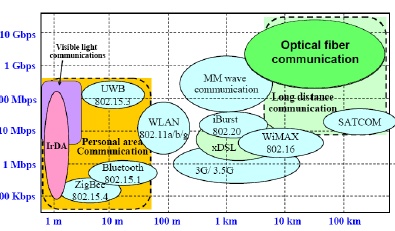 10 Gbps
1 Gbps
00 Mbps
10 Mbps
1 Mbps
00 Kbps
Visible light
communications
UWB
802.15.3
IrDA
Personal area
Communication
Bluetooth
802.15.1
ZigBee
802.15.4
WLAN
802.11a/b/g
MM wave
communication
Optical fiber
communication
Long distance
communication
iBurst
802.20
xDSL
WiMAX
802.16
SATCOM
3G/ 3.5G
1 m
10 m
100 m
1 km
10 km
100 km